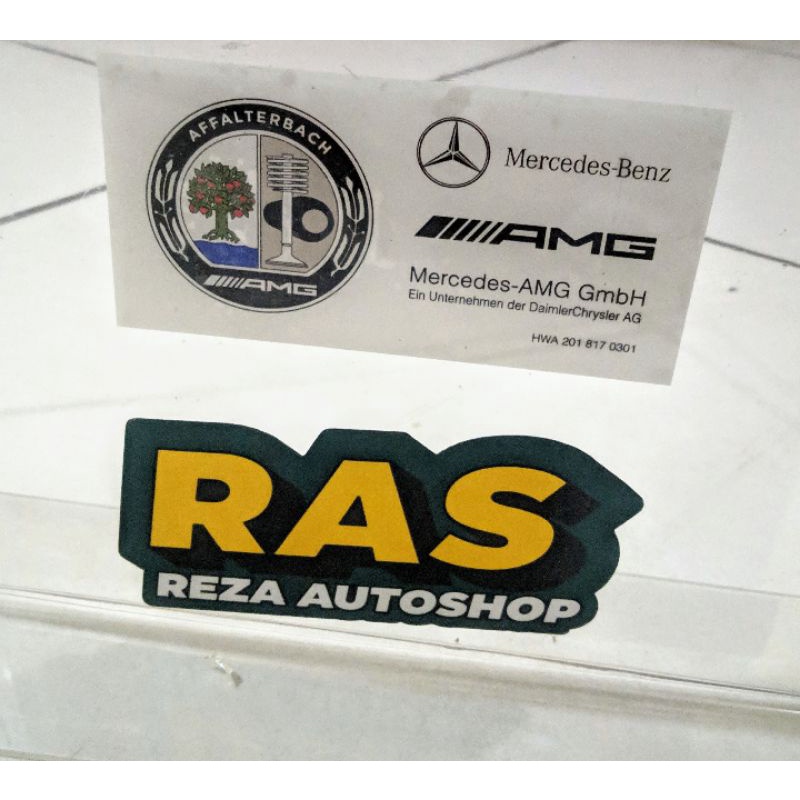 AFFALTERBACH
AMG
Mercedes-Benz
AMG
Mercedes-AMG GmbH
Ein Unternehmen der DaimlerChrysler AG
HWA 201 817 0301
RAS
REZA AUTOSHOP